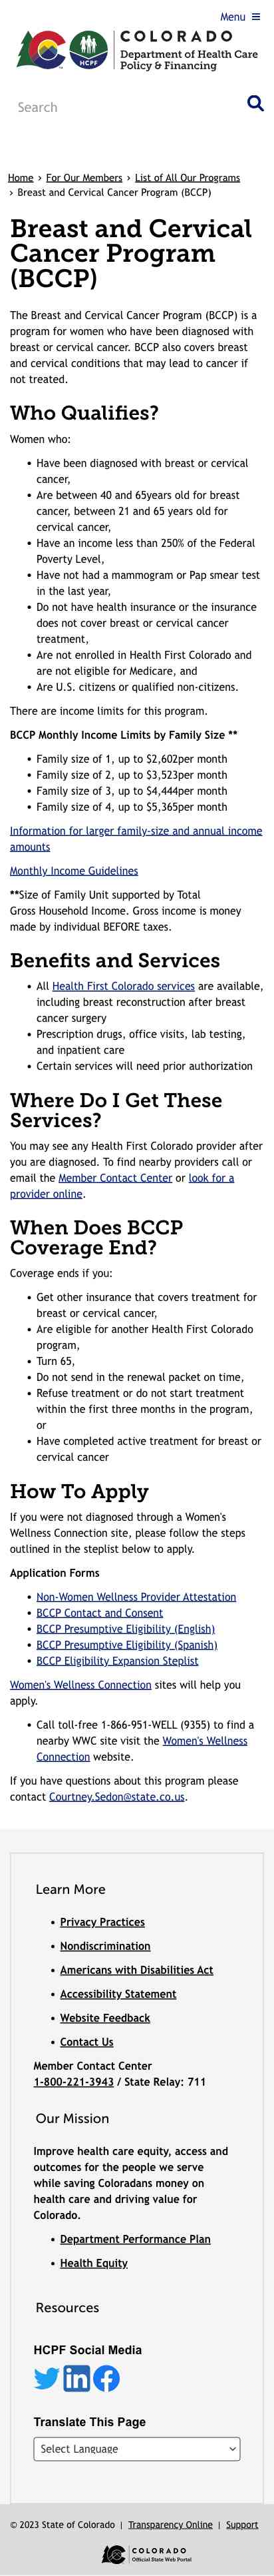 Menu ≡
COLORADO
Department of Health Care
Policy & Financing
HCPF
Search
Home › For Our Members › List of All Our Programs
› Breast and Cervical Cancer Program (BCCP)
Breast and Cervical
Cancer Program
(BCCP)
The Breast and Cervical Cancer Program (BCCP) is a
program for women who have been diagnosed with
breast or cervical cancer. BCCP also covers breast
and cervical conditions that may lead to cancer if
not treated.
Who Qualifies?
Women who:
• Have been diagnosed with breast or cervical
cancer,
• Are between 40 and 65years old for breast
cancer, between 21 and 65 years old for
cervical cancer,
• Have an income less than 250% of the Federal
Poverty Level,
• Have not had a mammogram or Pap smear test
in the last year,
• Do not have health insurance or the insurance
does not cover breast or cervical cancer
treatment,
• Are not enrolled in Health First Colorado and
are not eligible for Medicare, and
• Are U.S. citizens or qualified non-citizens.
There are income limits for this program.
BCCP Monthly Income Limits by Family Size **
• Family size of 1, up to $2,602per month
• Family size of 2, up to $3,523per month
• Family size of 3, up to $4,444per month
• Family size of 4, up to $5,365per month
Information for larger family-size and annual income
amounts
Monthly Income Guidelines
**Size of Family Unit supported by Total
Gross Household Income. Gross income is money
made by individual BEFORE taxes.
Benefits and Services
• All Health First Colorado services are available,
including breast reconstruction after breast
cancer surgery
• Prescription drugs, office visits, lab testing,
and inpatient care
• Certain services will need prior authorization
Where Do I Get These
Services?
You may see any Health First Colorado provider after
you are diagnosed. To find nearby providers call or
email the Member Contact Center or look for a
provider online.
When Does BCCP
Coverage End?
Coverage ends if you:
• Get other insurance that covers treatment for
breast or cervical cancer,
• Are eligible for another Health First Colorado
program,
• Turn 65,
• Do not send in the renewal packet on time,
• Refuse treatment or do not start treatment
within the first three months in the program,
or
• Have completed active treatment for breast or
cervical cancer
How To Apply
If you were not diagnosed through a Women's
Wellness Connection site, please follow the steps
outlined in the steplist below to apply.
Application Forms
• Non-Women Wellness Provider Attestation
• BCCP Contact and Consent
• BCCP Presumptive Eligibility (English)
• BCCP Presumptive Eligibility (Spanish)
• BCCP Eligibility Expansion Steplist
Women's Wellness Connection sites will help you
apply.
• Call toll-free 1-866-951-WELL (9355) to find a
nearby WWC site visit the Women's Wellness
Connection website.
If you have questions about this program please
contact Courtney.Sedon@state.co.us.
Learn More
• Privacy Practices
• Nondiscrimination
• Americans with Disabilities Act
• Accessibility Statement
• Website Feedback
• Contact Us
Member Contact Center
1-800-221-3943 / State Relay: 711
Our Mission
Improve health care equity, access and
outcomes for the people we serve
while saving Coloradans money on
health care and driving value for
Colorado.
• Department Performance Plan
• Health Equity
Resources
HCPF Social Media
Translate This Page
Select Language
© 2023 State of Colorado | Transparency Online | Support
COLORADO
Official State Web Portal